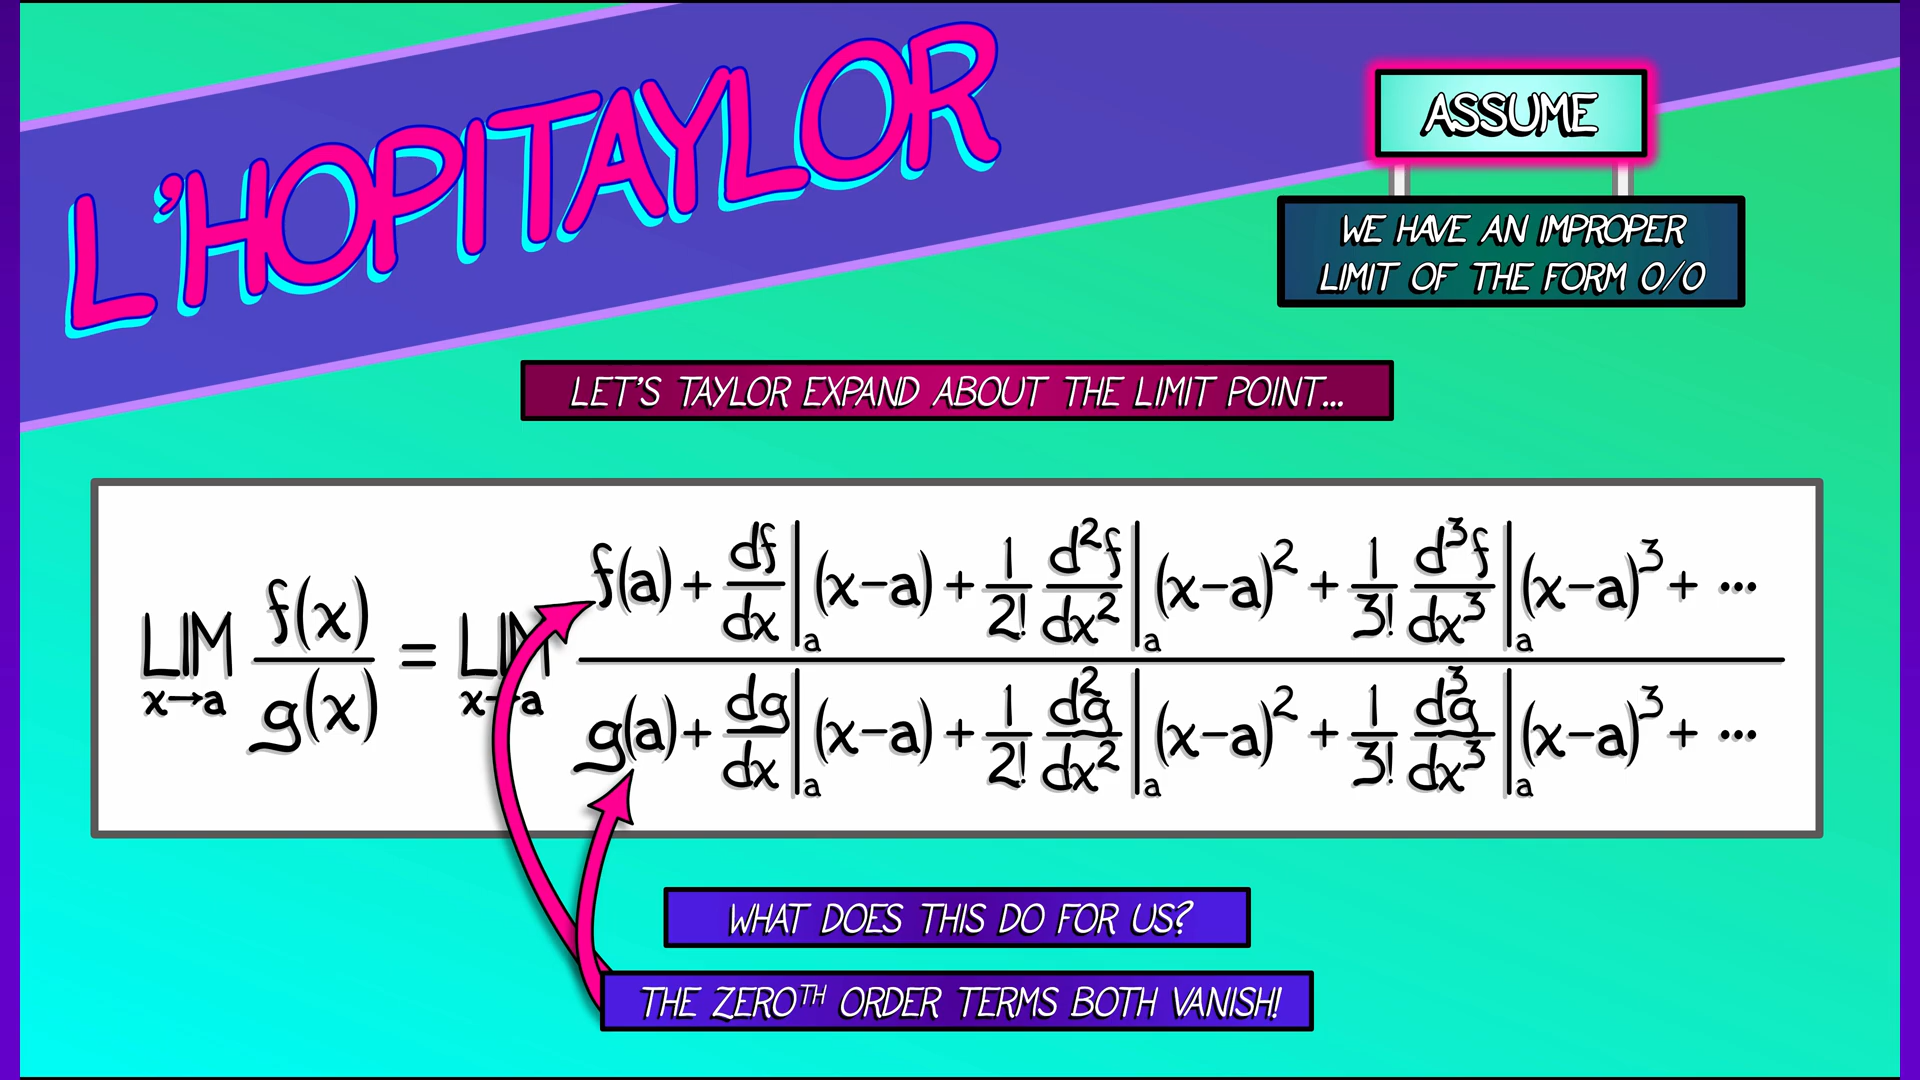 L'HOPITAYLOR
ASSUME
WE HAVE AN IMPROPER
LIMIT OF THE FORM 0/0
LET'S TAYLOR EXPAND ABOUT THE LIMIT POINT...
LIM x→a f(x)/g(x) = LIM x→a
f(a) + df/dx|a (x-a) + 1/2! d²f/dx²|a (x-a)² + 1/3! d³f/dx³|a (x-a)³ + ...
g(a) + dg/dx|a (x-a) + 1/2! d²g/dx²|a (x-a)² + 1/3! d³g/dx³|a (x-a)³ + ...
WHAT DOES THIS DO FOR US?
THE ZEROTH ORDER TERMS BOTH VANISH!